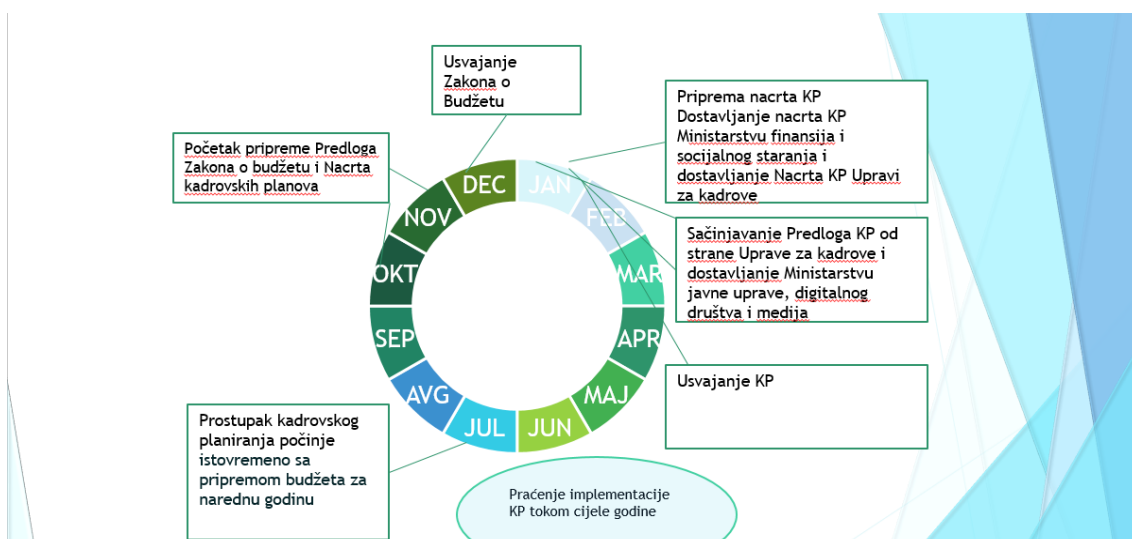 Usvajanje
Zakona o
Budžetu
Priprema nacrta KP
Dostavljanje nacrta KP
Ministarstvu finansija i
socijalnog staranja i
dostavljanje Nacrta KP Upravi
za kadrove
Početak pripreme Predloga
Zakona o budžetu i Nacrta
kadrovskih planova
DEC
JAN
NOV
FEB
OKT
MAR
SEP
APR
AVG
MAJ
JUL
JUN
Sačinjavanje Predloga KP od
strane Uprave za kadrove i
dostavljanje Ministarstvu
javne uprave, digitalnog
društva i medija
Usvajanje KP
Prostupak kadrovskog
planiranja počinje
istovremeno sa
pripremom budžeta za
narednu godinu
Praćenje implementacije
KP tokom cijele godine